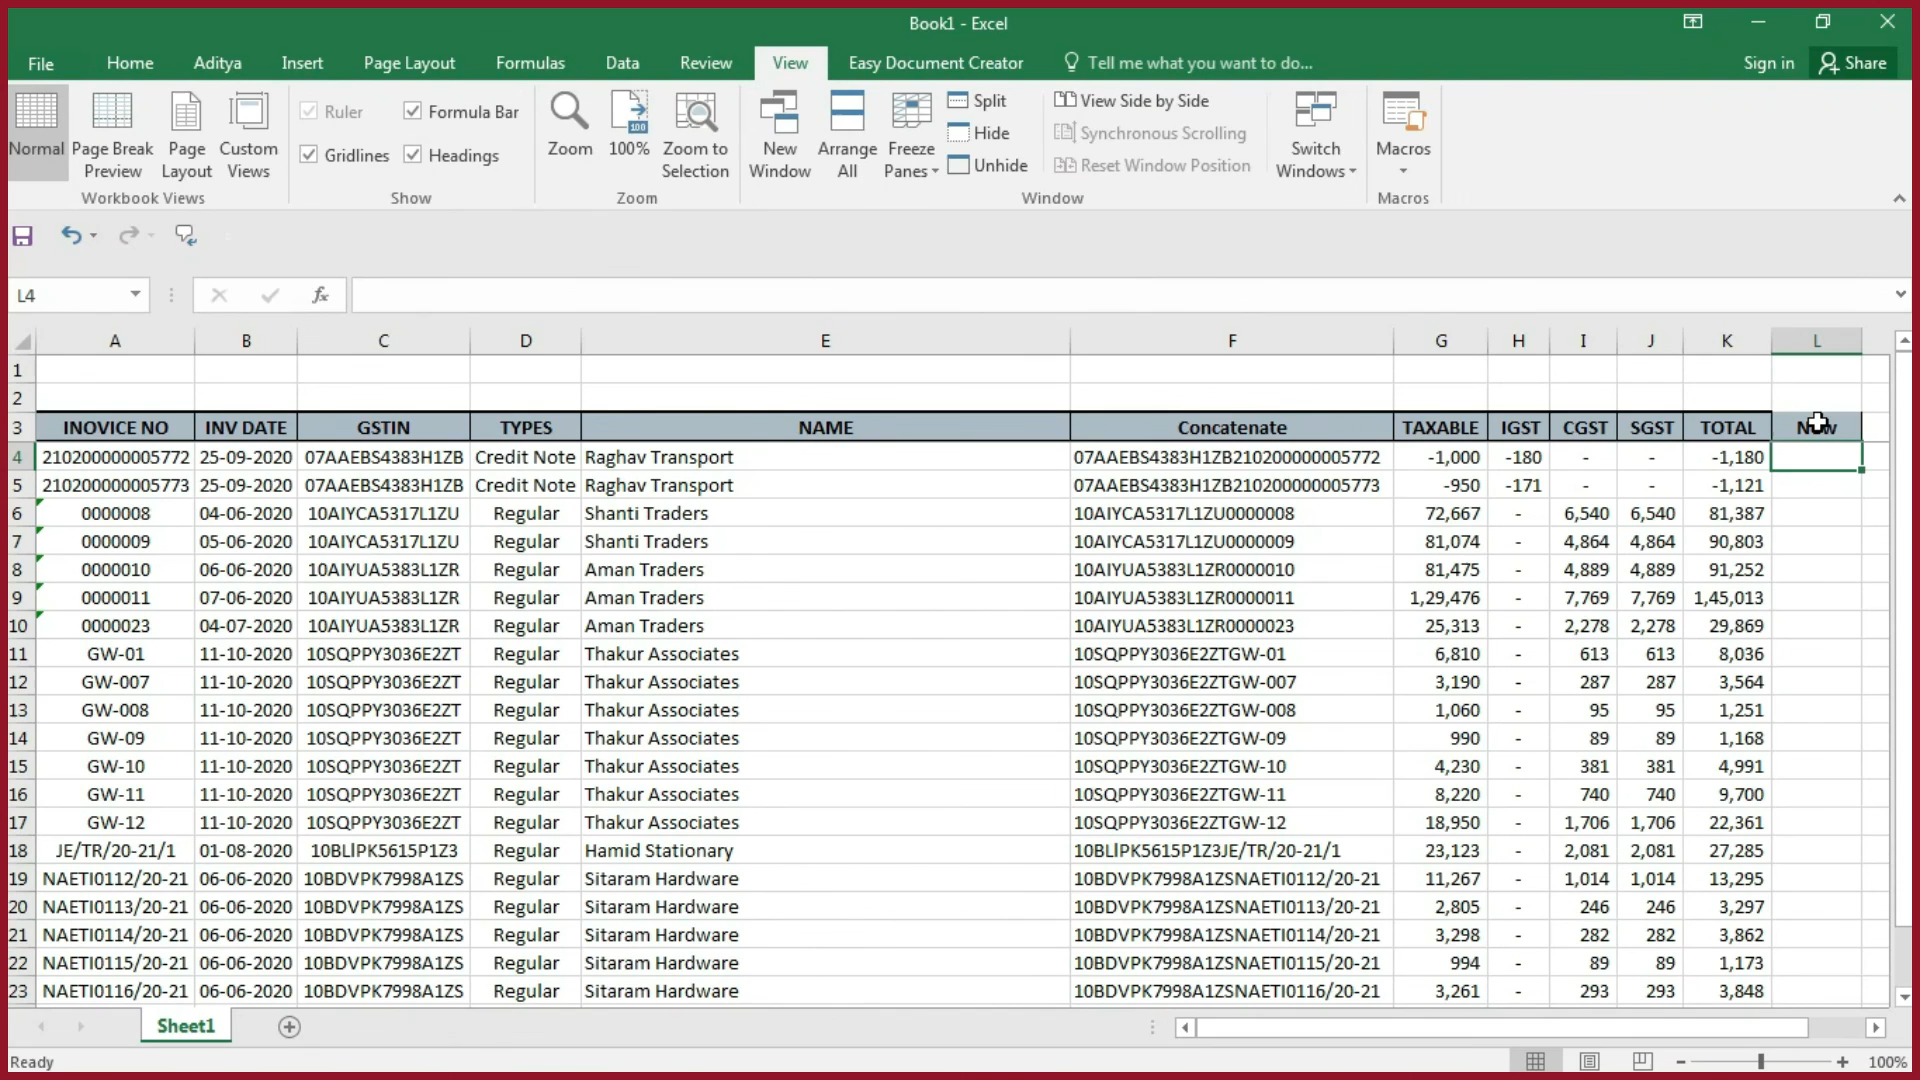 Book1 - Excel
File Home Aditya Insert Page Layout Formulas Data Review View Easy Document Creator Tell me what you want to do... Sign in Share
Normal Page Break Preview Page Layout Custom Views
Workbook Views
Ruler Formula Bar
Gridlines Headings
Show
Zoom 100% Zoom to Selection
100
Zoom
New Window Arrange All Freeze Panes
Split
Hide
Unhide
View Side by Side
Synchronous Scrolling
Reset Window Position
Switch Windows
Window
Macros
Macros
L4 fx
A B C D E F G H I J K L
1
2
3 INOVICE NO INV DATE GSTIN TYPES NAME Concatenate TAXABLE IGST CGST SGST TOTAL
4 210200000005772 25-09-2020 07AAEBS4383H1ZB Credit Note Raghav Transport 07AAEBS4383H1ZB210200000005772 -1,000 -180 - - -1,180
5 210200000005773 25-09-2020 07AAEBS4383H1ZB Credit Note Raghav Transport 07AAEBS4383H1ZB210200000005773 -950 -171 - - -1,121
6 0000008 04-06-2020 10AIYCA5317L1ZU Regular Shanti Traders 10AIYCA5317L1ZU0000008 72,667 - 6,540 6,540 81,387
7 0000009 05-06-2020 10AIYCA5317L1ZU Regular Shanti Traders 10AIYCA5317L1ZU0000009 81,074 - 4,864 4,864 90,803
8 0000010 06-06-2020 10AIYUA5383L1ZR Regular Aman Traders 10AIYUA5383L1ZR0000010 81,475 - 4,889 4,889 91,252
9 0000011 07-06-2020 10AIYUA5383L1ZR Regular Aman Traders 10AIYUA5383L1ZR0000011 1,29,476 - 7,769 7,769 1,45,013
10 0000023 04-07-2020 10AIYUA5383L1ZR Regular Aman Traders 10AIYUA5383L1ZR0000023 25,313 - 2,278 2,278 29,869
11 GW-01 11-10-2020 10SQPPY3036E2ZT Regular Thakur Associates 10SQPPY3036E2ZTGW-01 6,810 - 613 613 8,036
12 GW-007 11-10-2020 10SQPPY3036E2ZT Regular Thakur Associates 10SQPPY3036E2ZTGW-007 3,190 - 287 287 3,564
13 GW-008 11-10-2020 10SQPPY3036E2ZT Regular Thakur Associates 10SQPPY3036E2ZTGW-008 1,060 - 95 95 1,251
14 GW-09 11-10-2020 10SQPPY3036E2ZT Regular Thakur Associates 10SQPPY3036E2ZTGW-09 990 - 89 89 1,168
15 GW-10 11-10-2020 10SQPPY3036E2ZT Regular Thakur Associates 10SQPPY3036E2ZTGW-10 4,230 - 381 381 4,991
16 GW-11 11-10-2020 10SQPPY3036E2ZT Regular Thakur Associates 10SQPPY3036E2ZTGW-11 8,220 - 740 740 9,700
17 GW-12 11-10-2020 10SQPPY3036E2ZT Regular Thakur Associates 10SQPPY3036E2ZTGW-12 18,950 - 1,706 1,706 22,361
18 JE/TR/20-21/1 01-08-2020 10BLlPK5615P1Z3 Regular Hamid Stationary 10BLlPK5615P1Z3JE/TR/20-21/1 23,123 - 2,081 2,081 27,285
19 NAETI0112/20-21 06-06-2020 10BDVPK7998A1ZS Regular Sitaram Hardware 10BDVPK7998A1ZSNAETI0112/20-21 11,267 - 1,014 1,014 13,295
20 NAETI0113/20-21 06-06-2020 10BDVPK7998A1ZS Regular Sitaram Hardware 10BDVPK7998A1ZSNAETI0113/20-21 2,805 - 246 246 3,297
21 NAETI0114/20-21 06-06-2020 10BDVPK7998A1ZS Regular Sitaram Hardware 10BDVPK7998A1ZSNAETI0114/20-21 3,298 - 282 282 3,862
22 NAETI0115/20-21 06-06-2020 10BDVPK7998A1ZS Regular Sitaram Hardware 10BDVPK7998A1ZSNAETI0115/20-21 994 - 89 89 1,173
23 NAETI0116/20-21 06-06-2020 10BDVPK7998A1ZS Regular Sitaram Hardware 10BDVPK7998A1ZSNAETI0116/20-21 3,261 - 293 293 3,848
Sheet1
Ready 100%